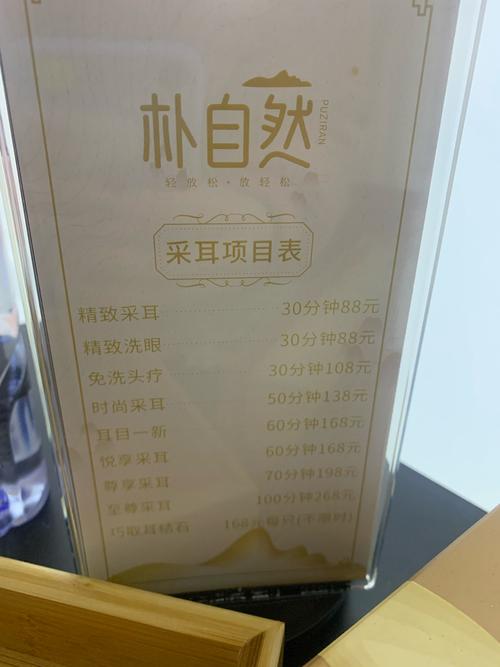 朴自然
PUZIRAN
轻放松·放轻松
采耳项目表
精致采耳 30分钟88元
精致洗眼 30分钟88元
免洗头疗 30分钟108元
时尚采耳 50分钟138元
耳目一新 60分钟168元
悦享采耳 60分钟168元
尊享采耳 70分钟198元
至尊采耳 100分钟268元
巧取耳结石 168元每只(不限时)